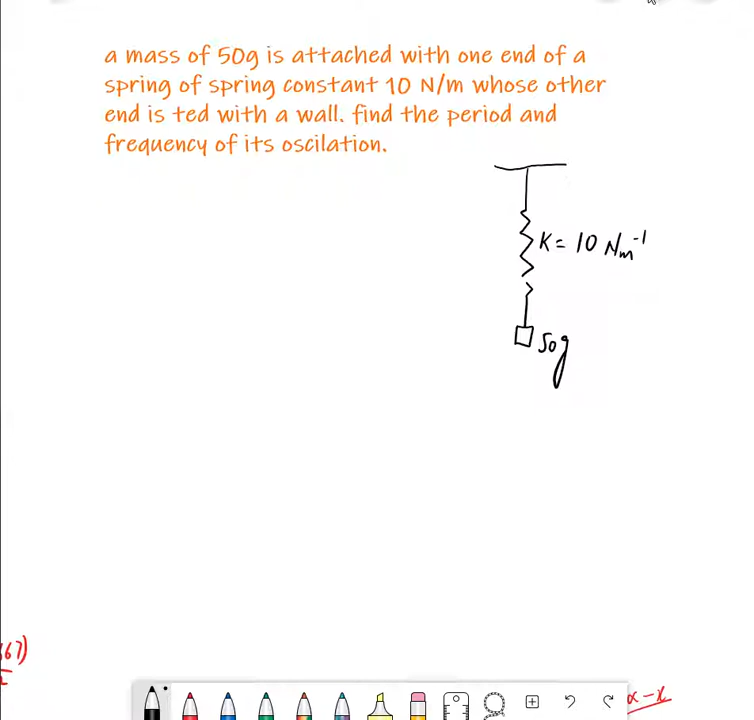 a mass of 50g is attached with one end of a
spring of spring constant 10 N/m whose other
end is ted with a wall. find the period and
frequency of its oscilation.
K = 10 Nm⁻¹
50g
67)
α - x